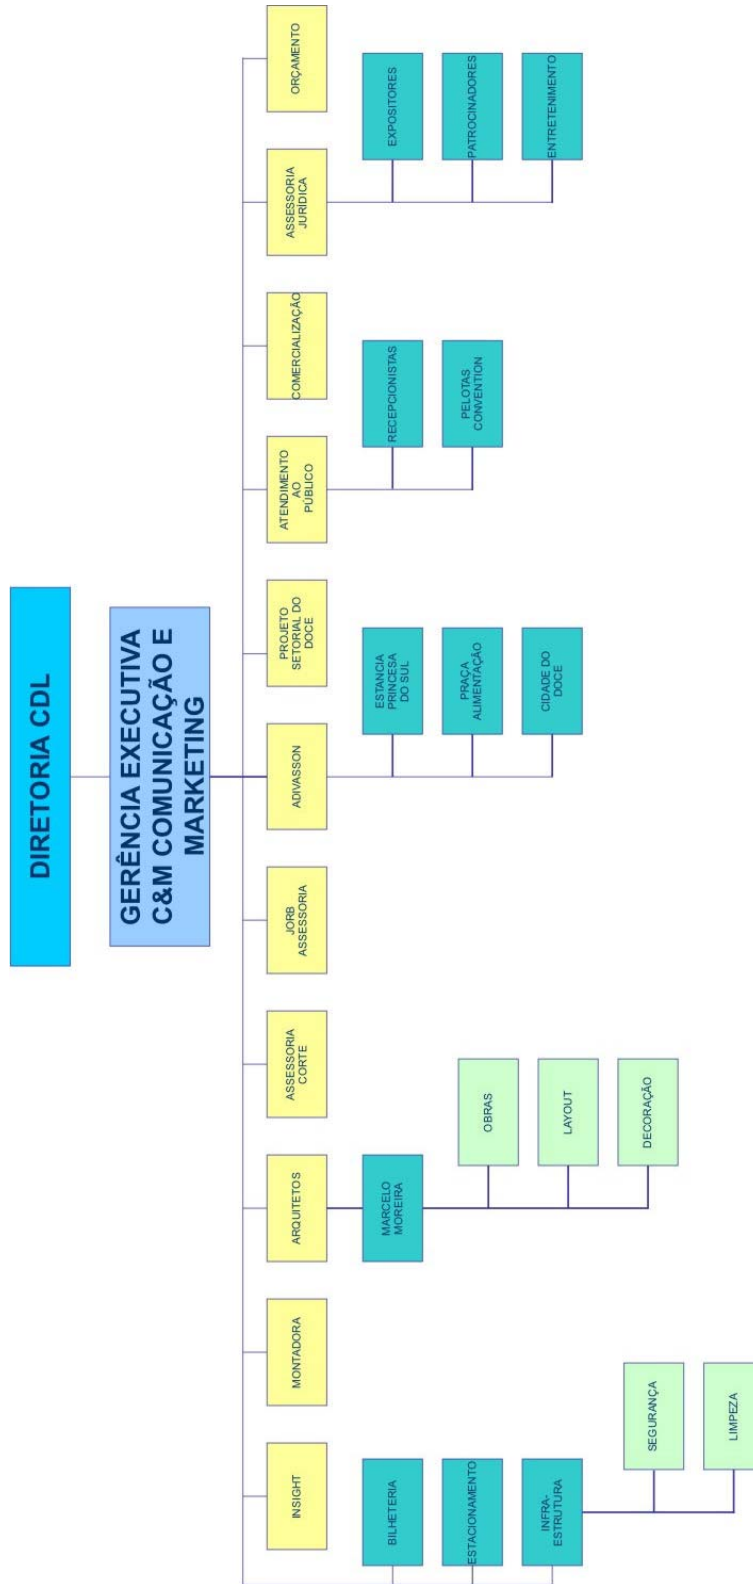 DIRETORIA CDL
GERÊNCIA EXECUTIVA
C&M COMUNICAÇÃO E
MARKETING
INSIGHT
MONTADORA
ARQUITETOS
ASSESSORIA
CORTE
JORB
ASSESSORIA
ADIVASSON
PROJETO
SETORIAL DO
DOCE
ATENDIMENTO
AO
PÚBLICO
COMERCIALIZAÇÃO
ASSESSORIA
JURÍDICA
ORÇAMENTO
BILHETERIA
ESTACIONAMENTO
INFRA-
ESTRUTURA
SEGURANÇA
LIMPEZA
MARCELO
MOREIRA
OBRAS
LAYOUT
DECORAÇÃO
ESTANCIA
PRINCESA
DO SUL
PRAÇA
ALIMENTAÇÃO
CIDADE DO
DOCE
RECEPCIONISTAS
PELOTAS
CONVENTION
EXPOSITORES
PATROCINADORES
ENTRETENIMENTO